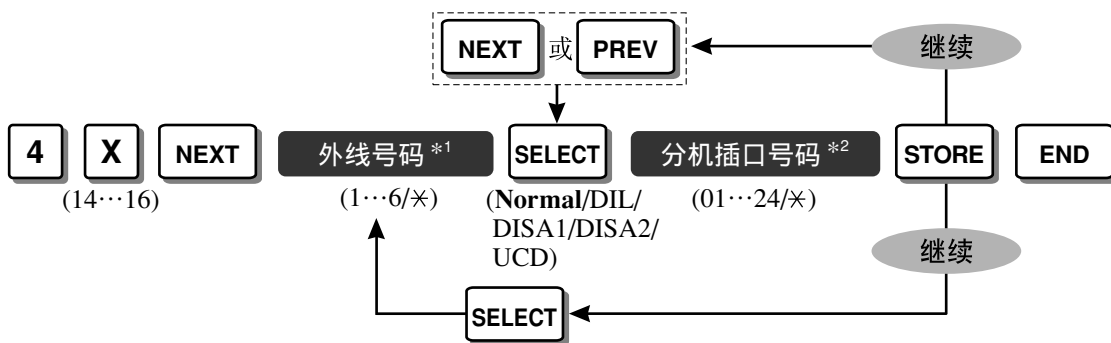 NEXT 或 PREV 继续
4 X NEXT 外线号码 *1 SELECT 分机插口号码 *2 STORE END
(14···16) (1···6/✳) (Normal/DIL/ (01···24/✳)
DISA1/DISA2/
UCD)
继续
SELECT